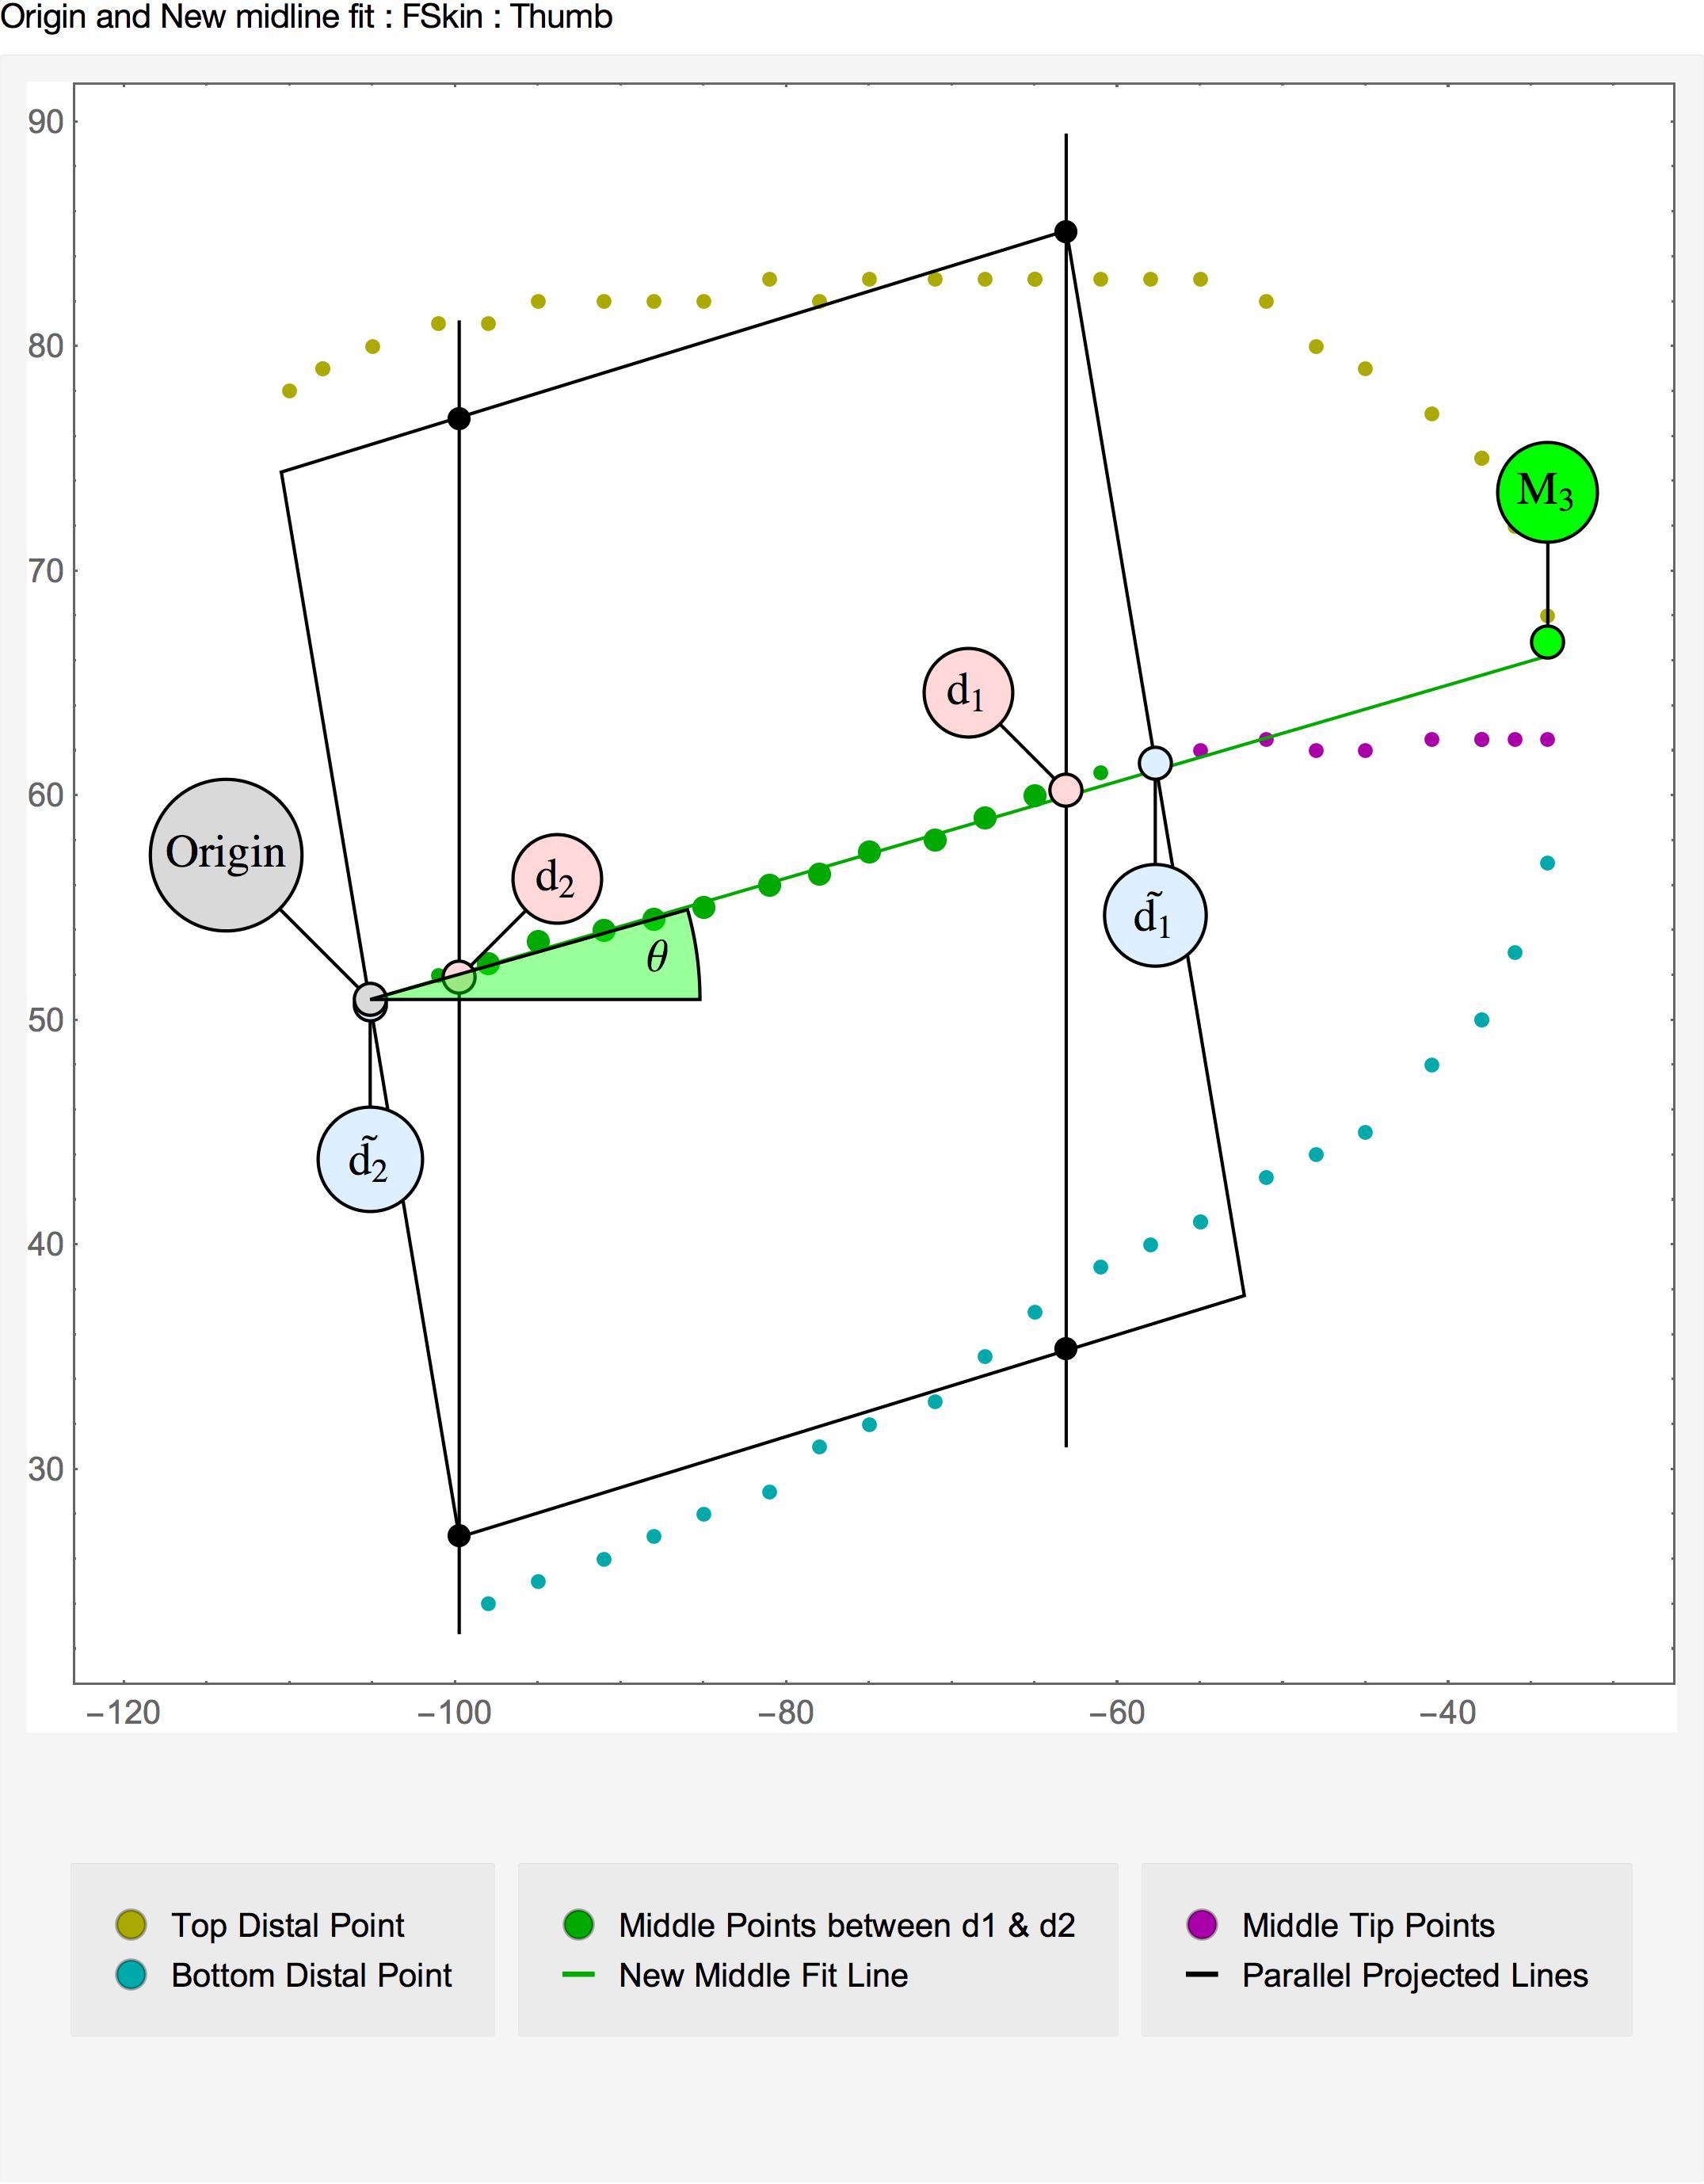 Origin and New midline fit : FSkin : Thumb
90
80
70
60
50
40
30
M3
d1
Origin
d2
θ
d̃1
d̃2
−120
−100
−80
−60
−40
Top Distal Point
Bottom Distal Point
Middle Points between d1 & d2
New Middle Fit Line
Middle Tip Points
Parallel Projected Lines